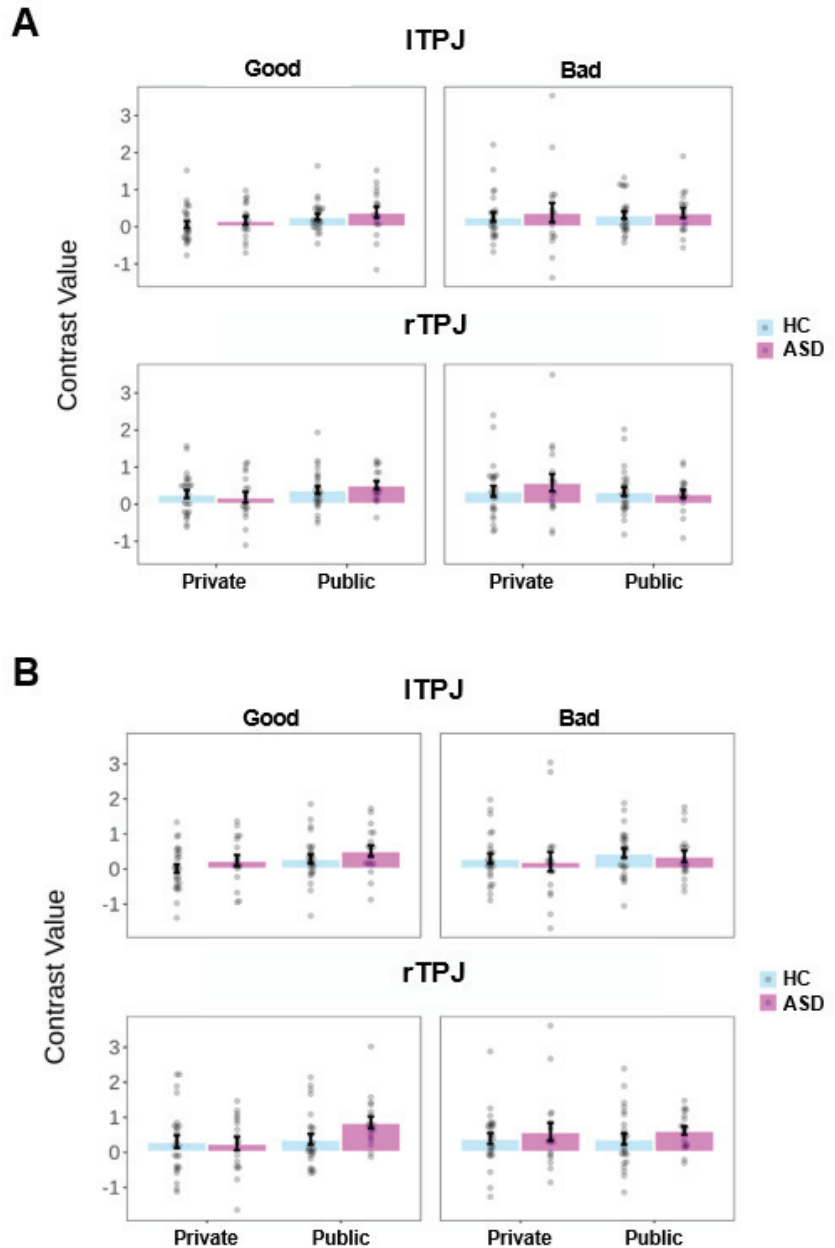 A
lTPJ
Good Bad
3
2
1
0
-1
rTPJ
Contrast Value
HC
ASD
3
2
1
0
-1
Private Public Private Public
B
lTPJ
Good Bad
3
2
1
0
-1
rTPJ
Contrast Value
HC
ASD
3
2
1
0
-1
Private Public Private Public